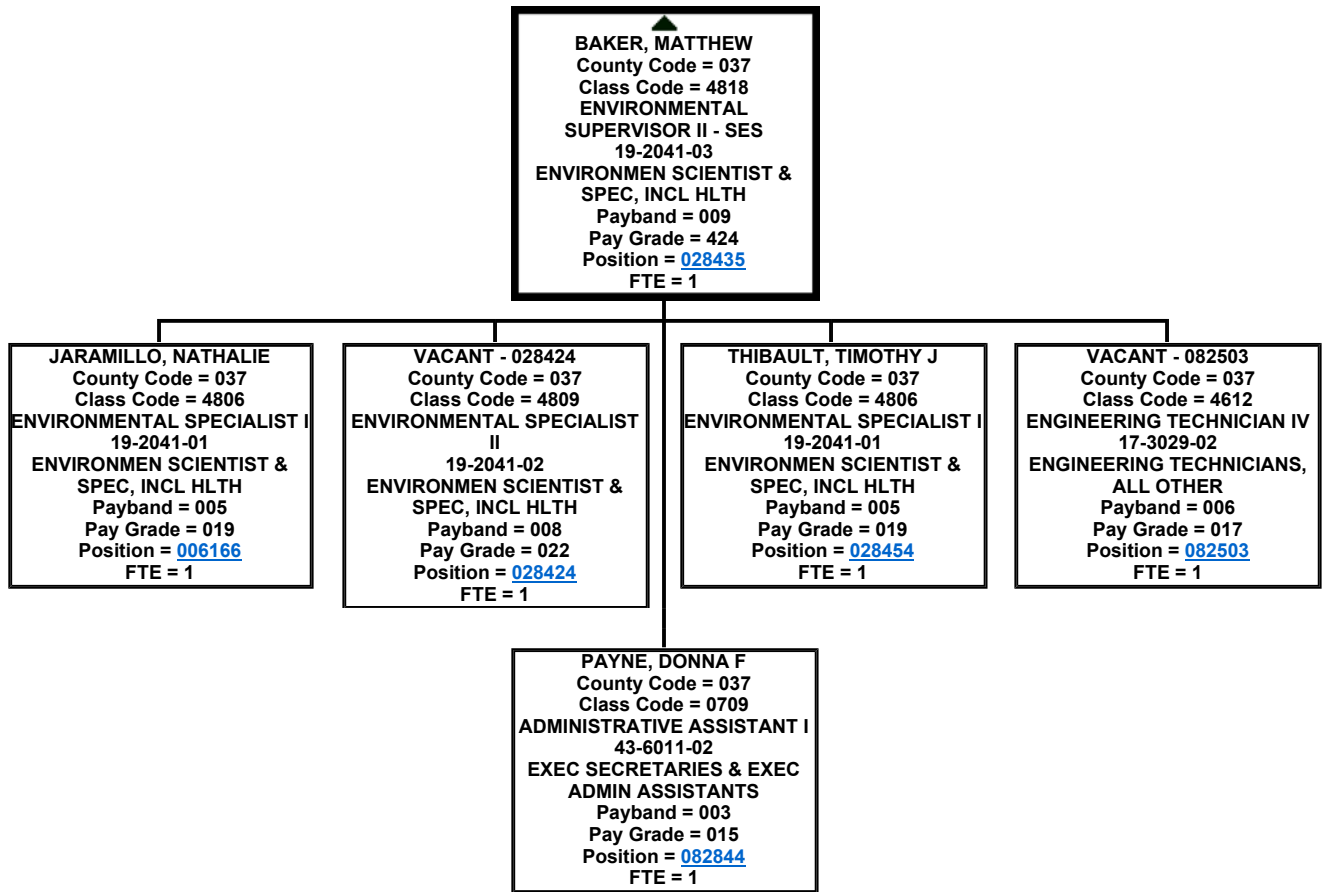 BAKER, MATTHEW
County Code = 037
Class Code = 4818
ENVIRONMENTAL
SUPERVISOR II - SES
19-2041-03
ENVIRONMEN SCIENTIST &
SPEC, INCL HLTH
Payband = 009
Pay Grade = 424
Position = 028435
FTE = 1
JARAMILLO, NATHALIE
County Code = 037
Class Code = 4806
ENVIRONMENTAL SPECIALIST I
19-2041-01
ENVIRONMEN SCIENTIST &
SPEC, INCL HLTH
Payband = 005
Pay Grade = 019
Position = 006166
FTE = 1
VACANT - 028424
County Code = 037
Class Code = 4809
ENVIRONMENTAL SPECIALIST
II
19-2041-02
ENVIRONMEN SCIENTIST &
SPEC, INCL HLTH
Payband = 008
Pay Grade = 022
Position = 028424
FTE = 1
THIBAULT, TIMOTHY J
County Code = 037
Class Code = 4806
ENVIRONMENTAL SPECIALIST I
19-2041-01
ENVIRONMEN SCIENTIST &
SPEC, INCL HLTH
Payband = 005
Pay Grade = 019
Position = 028454
FTE = 1
VACANT - 082503
County Code = 037
Class Code = 4612
ENGINEERING TECHNICIAN IV
17-3029-02
ENGINEERING TECHNICIANS,
ALL OTHER
Payband = 006
Pay Grade = 017
Position = 082503
FTE = 1
PAYNE, DONNA F
County Code = 037
Class Code = 0709
ADMINISTRATIVE ASSISTANT I
43-6011-02
EXEC SECRETARIES & EXEC
ADMIN ASSISTANTS
Payband = 003
Pay Grade = 015
Position = 082844
FTE = 1